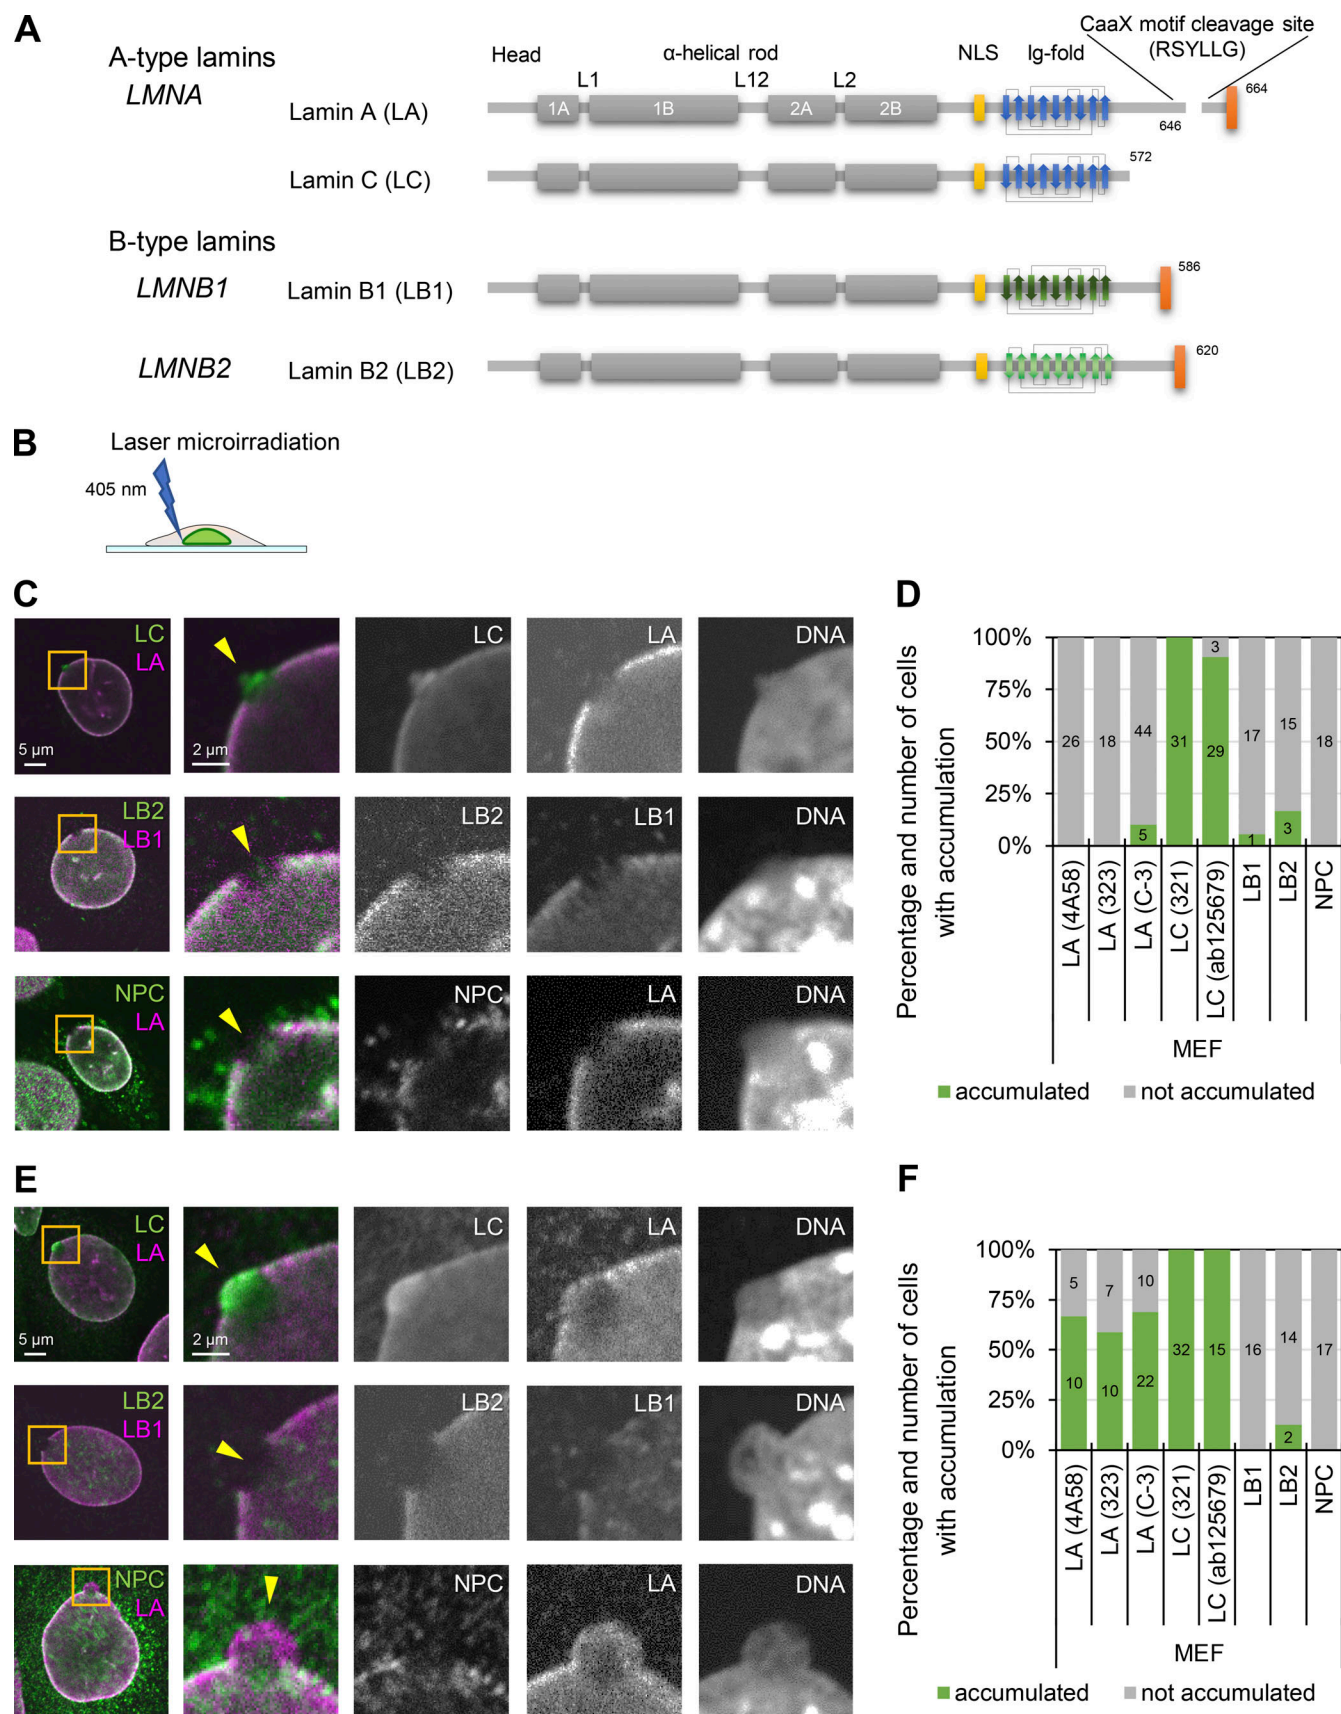 A
A-type lamins
LMNA
Head
α-helical rod
NLS
Ig-fold
CaaX motif cleavage site
(RSYLLG)
L1
L12
L2
Lamin A (LA)
1A
1B
2A
2B
646
664
Lamin C (LC)
572
B-type lamins
LMNB1
Lamin B1 (LB1)
586
LMNB2
Lamin B2 (LB2)
620
B
Laser microirradiation
405 nm
C
LC
LA
5 µm
2 µm
LC
LA
DNA
LB2
LB1
LB2
LB1
DNA
NPC
LA
NPC
LA
DNA
D
Percentage and number of cells
with accumulation
100%
75%
50%
25%
0%
26
18
44
5
31
3
29
17
1
15
3
18
LA (4A58)
LA (323)
LA (C-3)
LC (321)
LC (ab125679)
LB1
LB2
NPC
MEF
accumulated
not accumulated
E
LC
LA
5 µm
2 µm
LC
LA
DNA
LB2
LB1
LB2
LB1
DNA
NPC
LA
NPC
LA
DNA
F
Percentage and number of cells
with accumulation
100%
75%
50%
25%
0%
5
10
7
10
10
22
32
15
16
14
2
17
LA (4A58)
LA (323)
LA (C-3)
LC (321)
LC (ab125679)
LB1
LB2
NPC
MEF
accumulated
not accumulated